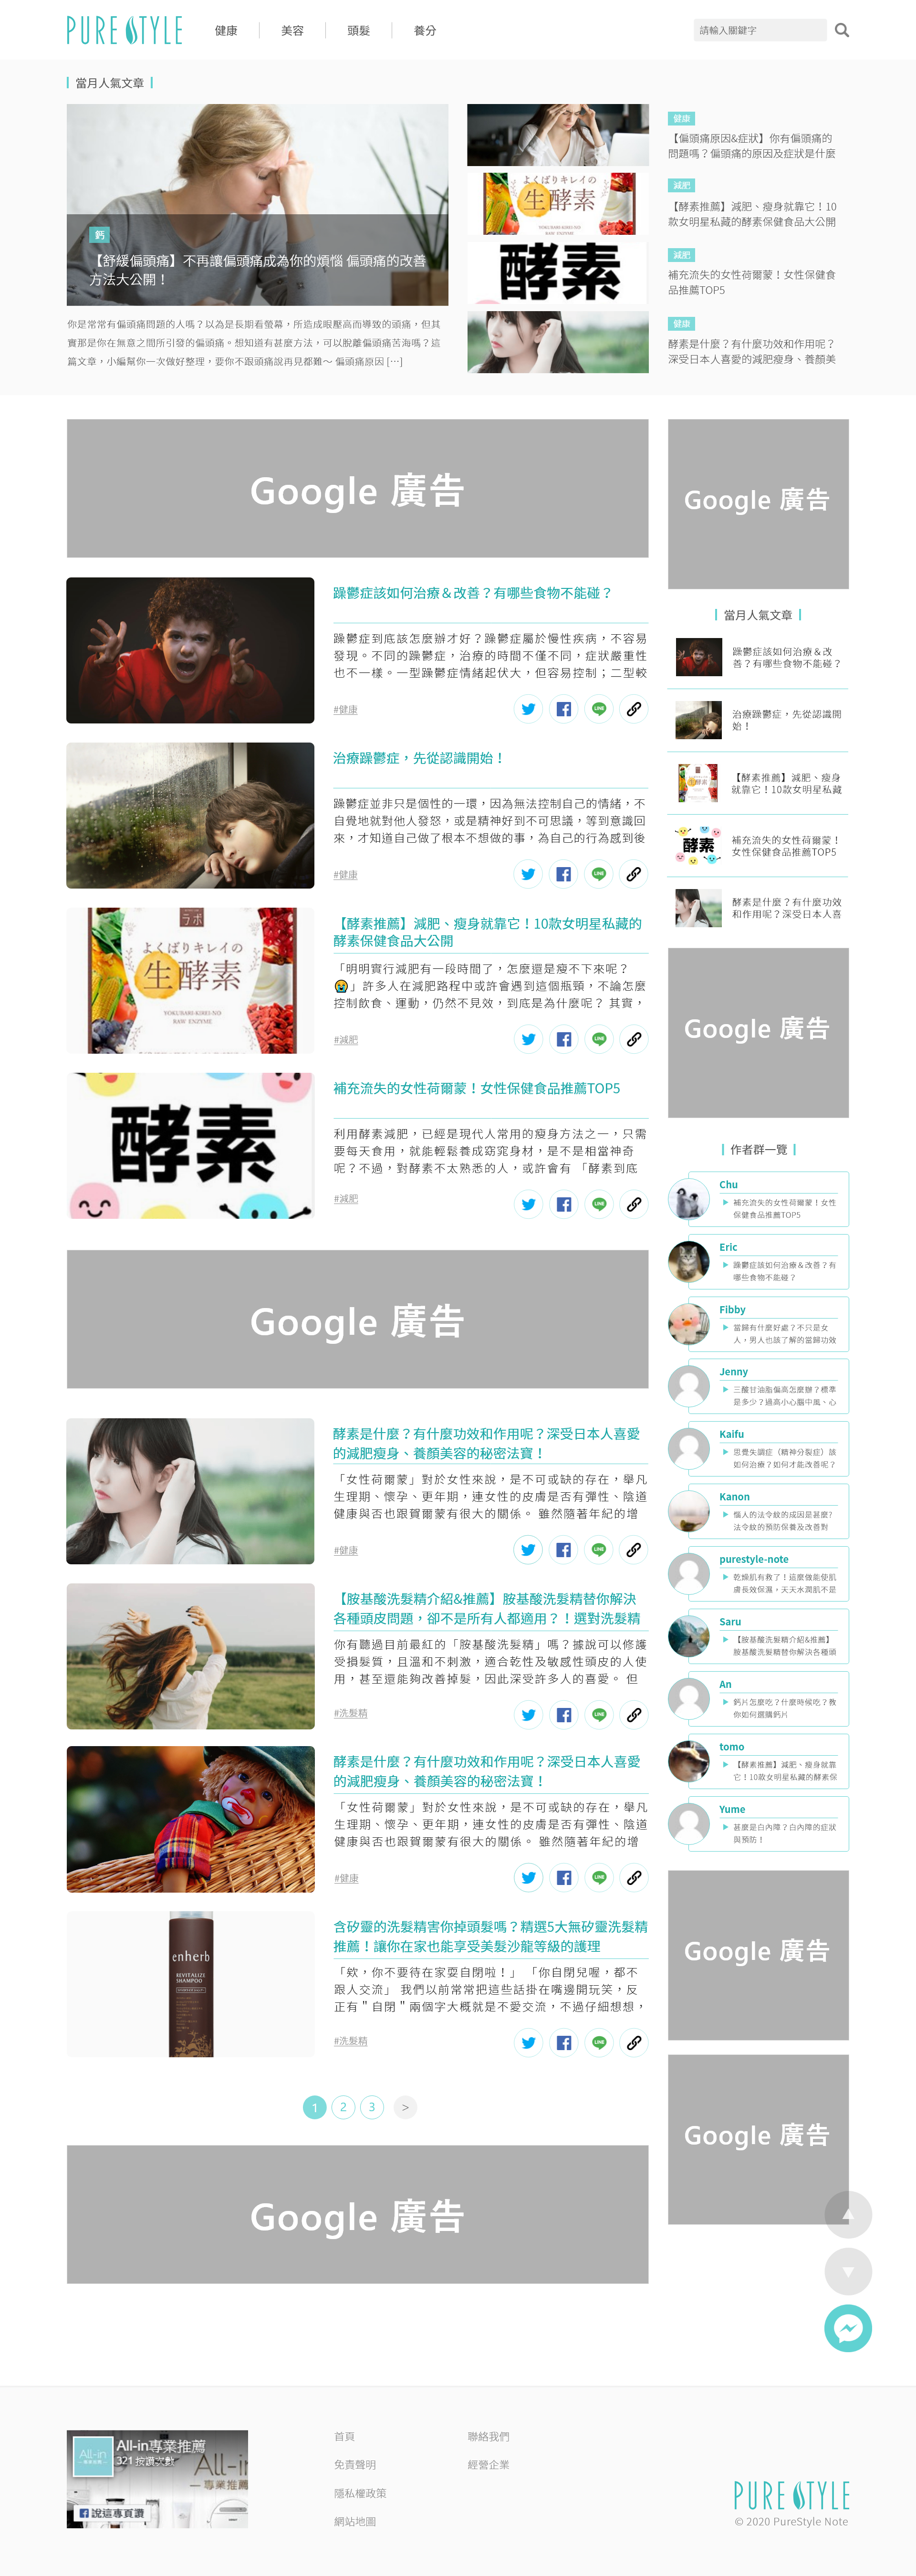 PURE STYLE
健康
美容
頭髮
養分
請輸入關鍵字
當月人氣文章
鈣
【舒緩偏頭痛】不再讓偏頭痛成為你的煩惱 偏頭痛的改善
方法大公開！
你是常常有偏頭痛問題的人嗎？以為是長期看螢幕，所造成眼壓高而導致的頭痛，但其
實那是你在無意之間所引發的偏頭痛。想知道有甚麼方法，可以脫離偏頭痛苦海嗎？這
篇文章，小編幫你一次做好整理，要你不跟頭痛說再見都難～ 偏頭痛原因 […]
よくばりキレイの
生酵素
YOKUBARI-KIREI-NO
RAW ENZYME
酵素
健康
【偏頭痛原因&症狀】你有偏頭痛的
問題嗎？偏頭痛的原因及症狀是什麼
減肥
【酵素推薦】減肥、瘦身就靠它！10
款女明星私藏的酵素保健食品大公開
減肥
補充流失的女性荷爾蒙！女性保健食
品推薦TOP5
健康
酵素是什麼？有什麼功效和作用呢？
深受日本人喜愛的減肥瘦身、養顏美
Google 廣告
躁鬱症該如何治療＆改善？有哪些食物不能碰？
躁鬱症到底該怎麼辦才好？躁鬱症屬於慢性疾病，不容易
發現。不同的躁鬱症，治療的時間不僅不同，症狀嚴重性
也不一樣。一型躁鬱症情緒起伏大，但容易控制；二型較
#健康
LINE
治療躁鬱症，先從認識開始！
躁鬱症並非只是個性的一環，因為無法控制自己的情緒，不
自覺地就對他人發怒，或是精神好到不可思議，等到意識回
來，才知道自己做了根本不想做的事，為自己的行為感到後
#健康
LINE
ラボ
よくばりキレイの
生酵素
YOKUBARI-KIREI-NO
RAW ENZYME
【酵素推薦】減肥、瘦身就靠它！10款女明星私藏的
酵素保健食品大公開
「明明實行減肥有一段時間了，怎麼還是瘦不下來呢？
😭」許多人在減肥路程中或許會遇到這個瓶頸，不論怎麼
控制飲食、運動，仍然不見效，到底是為什麼呢？ 其實，
#減肥
LINE
酵素
補充流失的女性荷爾蒙！女性保健食品推薦TOP5
利用酵素減肥，已經是現代人常用的瘦身方法之一，只需
要每天食用，就能輕鬆養成窈窕身材，是不是相當神奇
呢？不過，對酵素不太熟悉的人，或許會有 「酵素到底
#減肥
LINE
Google 廣告
酵素是什麼？有什麼功效和作用呢？深受日本人喜愛
的減肥瘦身、養顏美容的秘密法寶！
「女性荷爾蒙」對於女性來說，是不可或缺的存在，舉凡
生理期、懷孕、更年期，連女性的皮膚是否有彈性、陰道
健康與否也跟賀爾蒙有很大的關係。 雖然隨著年紀的增
#健康
LINE
【胺基酸洗髮精介紹&推薦】胺基酸洗髮精替你解決
各種頭皮問題，卻不是所有人都適用？！選對洗髮精
你有聽過目前最紅的「胺基酸洗髮精」嗎？據說可以修護
受損髮質，且溫和不刺激，適合乾性及敏感性頭皮的人使
用，甚至還能夠改善掉髮，因此深受許多人的喜愛。 但
#洗髮精
LINE
酵素是什麼？有什麼功效和作用呢？深受日本人喜愛
的減肥瘦身、養顏美容的秘密法寶！
「女性荷爾蒙」對於女性來說，是不可或缺的存在，舉凡
生理期、懷孕、更年期，連女性的皮膚是否有彈性、陰道
健康與否也跟賀爾蒙有很大的關係。 雖然隨著年紀的增
#健康
LINE
enherb
REVITALIZE
SHAMPOO
含矽靈的洗髮精害你掉頭髮嗎？精選5大無矽靈洗髮精
推薦！讓你在家也能享受美髮沙龍等級的護理
「欸，你不要待在家耍自閉啦！」 「你自閉兒喔，都不
跟人交流」 我們以前常常把這些話掛在嘴邊開玩笑，反
正有＂自閉＂兩個字大概就是不愛交流，不過仔細想想，
#洗髮精
LINE
1
2
3
>
Google 廣告
Google 廣告
當月人氣文章
躁鬱症該如何治療＆改
善？有哪些食物不能碰？
治療躁鬱症，先從認識開
始！
生酵素
【酵素推薦】減肥、瘦身
就靠它！10款女明星私藏
酵素
補充流失的女性荷爾蒙！
女性保健食品推薦TOP5
酵素是什麼？有什麼功效
和作用呢？深受日本人喜
Google 廣告
作者群一覽
Chu
補充流失的女性荷爾蒙！女性
保健食品推薦TOP5
Eric
躁鬱症該如何治療＆改善？有
哪些食物不能碰？
Fibby
當歸有什麼好處？不只是女
人，男人也該了解的當歸功效
Jenny
三酸甘油脂偏高怎麼辦？標準
是多少？過高小心腦中風、心
Kaifu
思覺失調症（精神分裂症）該
如何治療？如何才能改善呢？
Kanon
惱人的法令紋的成因是甚麼?
法令紋的預防保養及改善對
purestyle-note
乾燥肌有救了！這麼做能使肌
膚長效保濕，天天水潤肌不是
Saru
【胺基酸洗髮精介紹&推薦】
胺基酸洗髮精替你解決各種頭
An
鈣片怎麼吃？什麼時候吃？教
你如何選購鈣片
tomo
【酵素推薦】減肥、瘦身就靠
它！10款女明星私藏的酵素保
Yume
甚麼是白內障？白內障的症狀
與預防！
Google 廣告
Google 廣告
All-in
專業推薦
All-in專業推薦
321 按讚次數
All-in
專業推薦
說這專頁讚
首頁
免責聲明
隱私權政策
網站地圖
聯絡我們
經營企業
PURE STYLE
© 2020 PureStyle Note